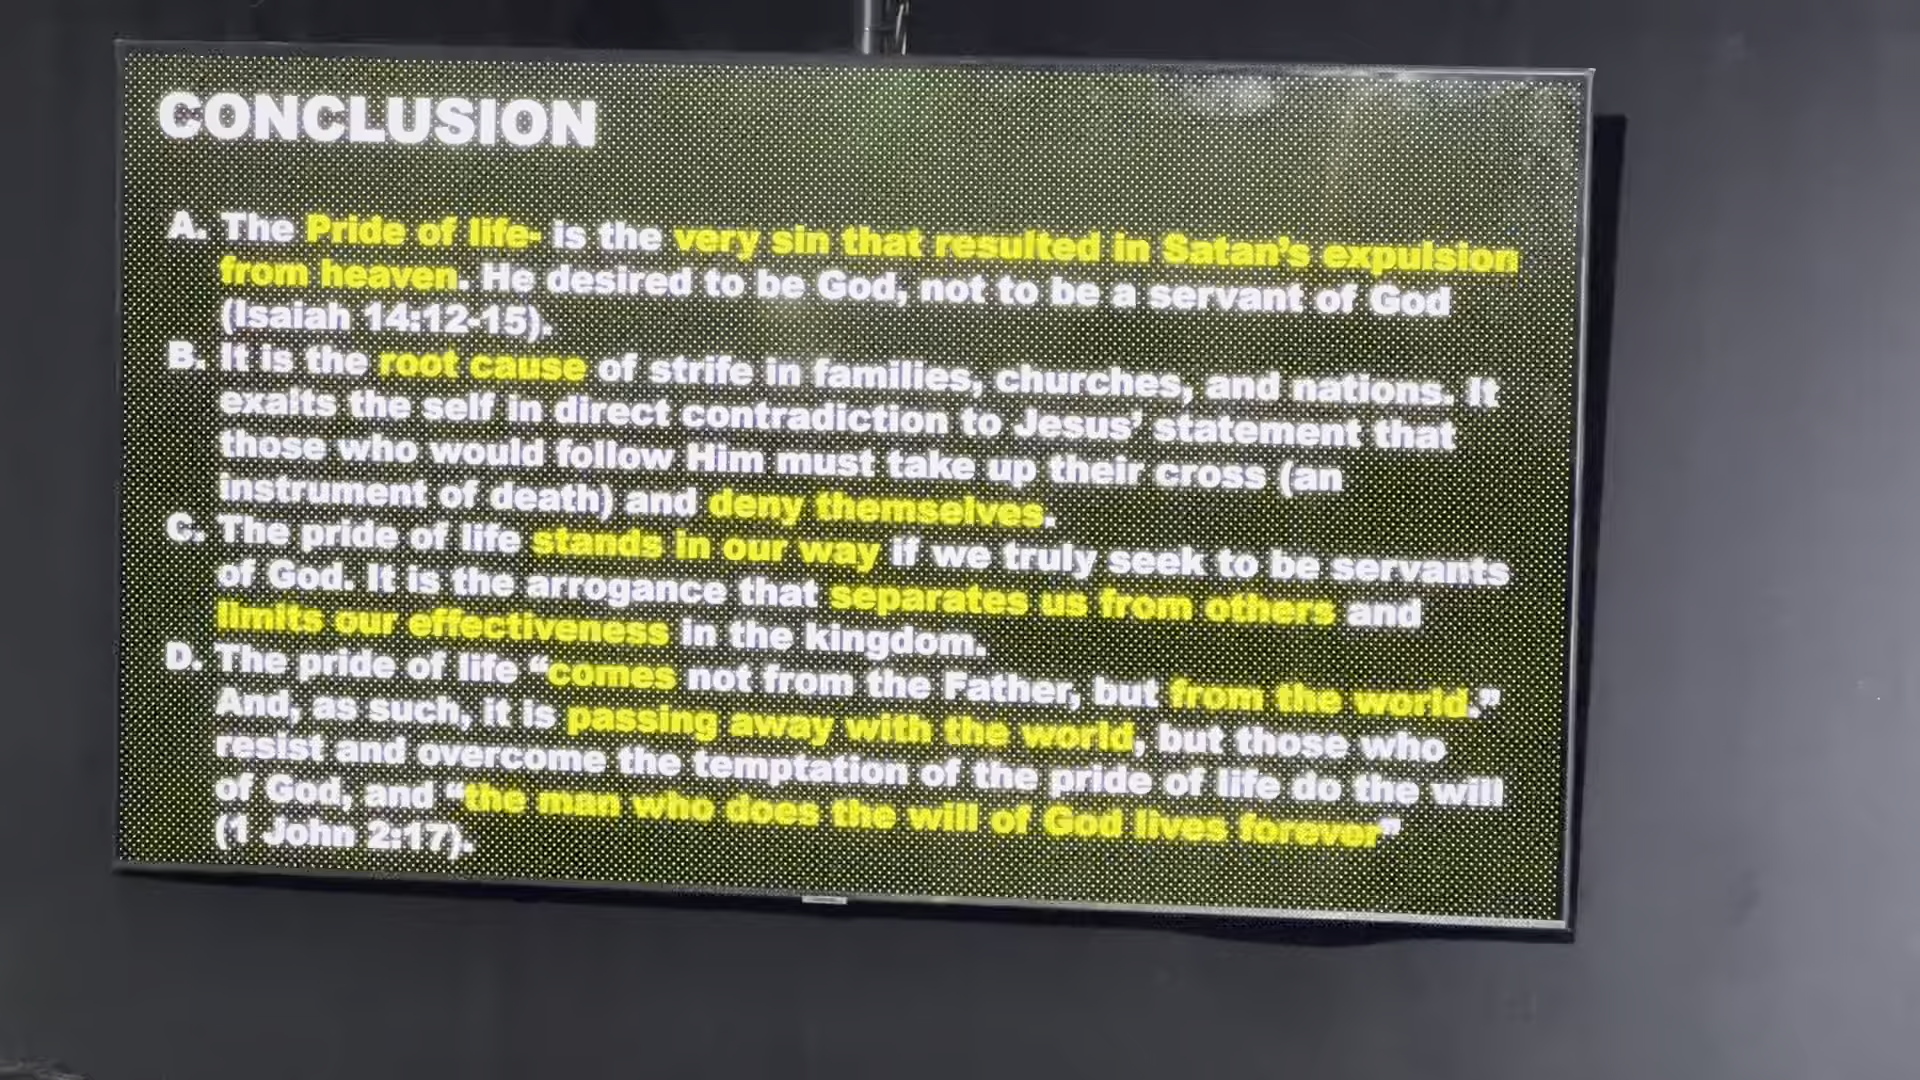 CONCLUSION
A. The Pride of life- is the very sin that resulted in Satan's expulsion
from heaven. He desired to be God, not to be a servant of God
(Isaiah 14:12-15).
B. It is the root cause of strife in families, churches, and nations. It
exalts the self in direct contradiction to Jesus' statement that
those who would follow Him must take up their cross (an
instrument of death) and deny themselves.
C. The pride of life stands in our way if we truly seek to be servants
of God. It is the arrogance that separates us from others and
limits our effectiveness in the kingdom.
D. The pride of life “comes not from the Father, but from the world.”
And, as such, it is passing away with the world, but those who
resist and overcome the temptation of the pride of life do the will
of God, and “the man who does the will of God lives forever”
(1 John 2:17).